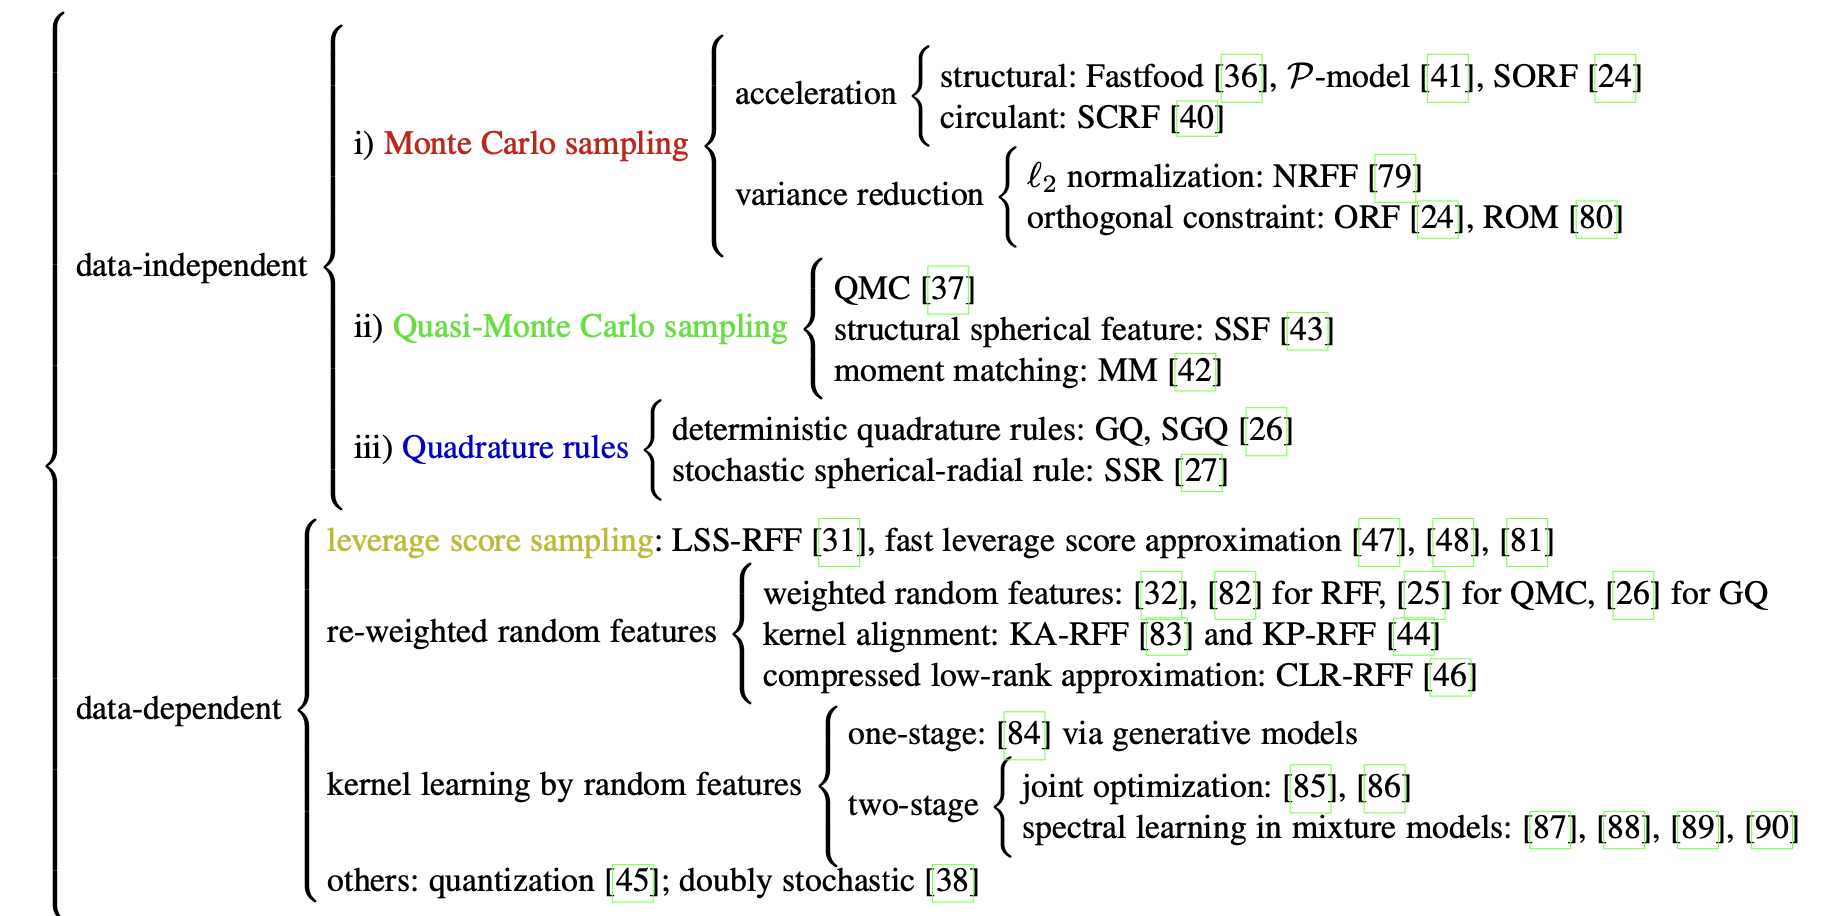 data-independent
i) Monte Carlo sampling
acceleration
structural: Fastfood [36], 𝒫-model [41], SORF [24]
circulant: SCRF [40]
variance reduction
ℓ₂ normalization: NRFF [79]
orthogonal constraint: ORF [24], ROM [80]
ii) Quasi-Monte Carlo sampling
QMC [37]
structural spherical feature: SSF [43]
moment matching: MM [42]
iii) Quadrature rules
deterministic quadrature rules: GQ, SGQ [26]
stochastic spherical-radial rule: SSR [27]
data-dependent
leverage score sampling: LSS-RFF [31], fast leverage score approximation [47], [48], [81]
re-weighted random features
weighted random features: [32], [82] for RFF, [25] for QMC, [26] for GQ
kernel alignment: KA-RFF [83] and KP-RFF [44]
compressed low-rank approximation: CLR-RFF [46]
kernel learning by random features
one-stage: [84] via generative models
two-stage
joint optimization: [85], [86]
spectral learning in mixture models: [87], [88], [89], [90]
others: quantization [45]; doubly stochastic [38]